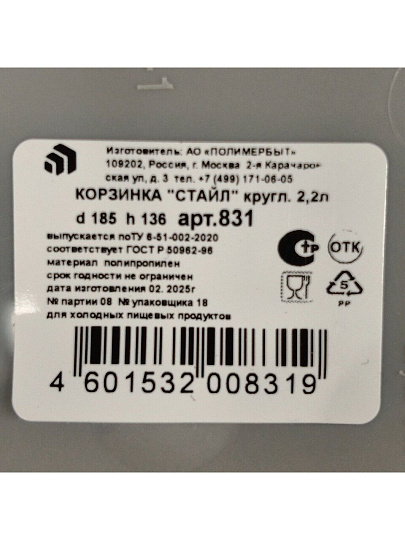 Изготовитель: АО «ПОЛИМЕРБЫТ»
109202, Россия, г. Москва 2-я Карачаров-
ская ул, д. 3 тел. +7 (499) 171-06-05
КОРЗИНКА "СТАЙЛ" кругл. 2,2л
d 185 h 136 арт.831
выпускается поТУ 6-51-002-2020
соответствует ГОСТ Р 50962-96
материал полипропилен
срок годности не ограничен
дата изготовления 02. 2025г
№ партии 08 № упаковщика 18
для холодных пищевых продуктов
ОТК
5
PP
4 601532 008319